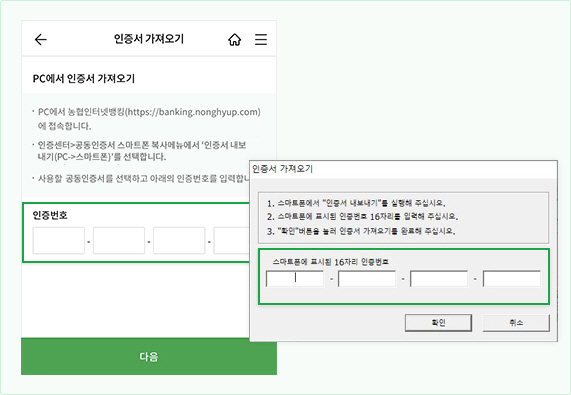 인증서 가져오기
PC에서 인증서 가져오기
· PC에서 농협인터넷뱅킹(https://banking.nonghyup.com)
에 접속합니다.
· 인증센터>공동인증서 스마트폰 복사메뉴에서 '인증서 내보
내기(PC->스마트폰)'를 선택합니다.
· 사용할 공동인증서를 선택하고 아래의 인증번호를 입력합니
인증번호
- - -
다음
인증서 가져오기
1. 스마트폰에서 "인증서 내보내기"를 실행해 주십시오.
2. 스마트폰에 표시된 인증번호 16자리를 입력해 주십시오.
3. "확인"버튼을 눌러 인증서 가져오기를 완료해 주십시오.
스마트폰에 표시된 16자리 인증번호
- - -
확인 취소